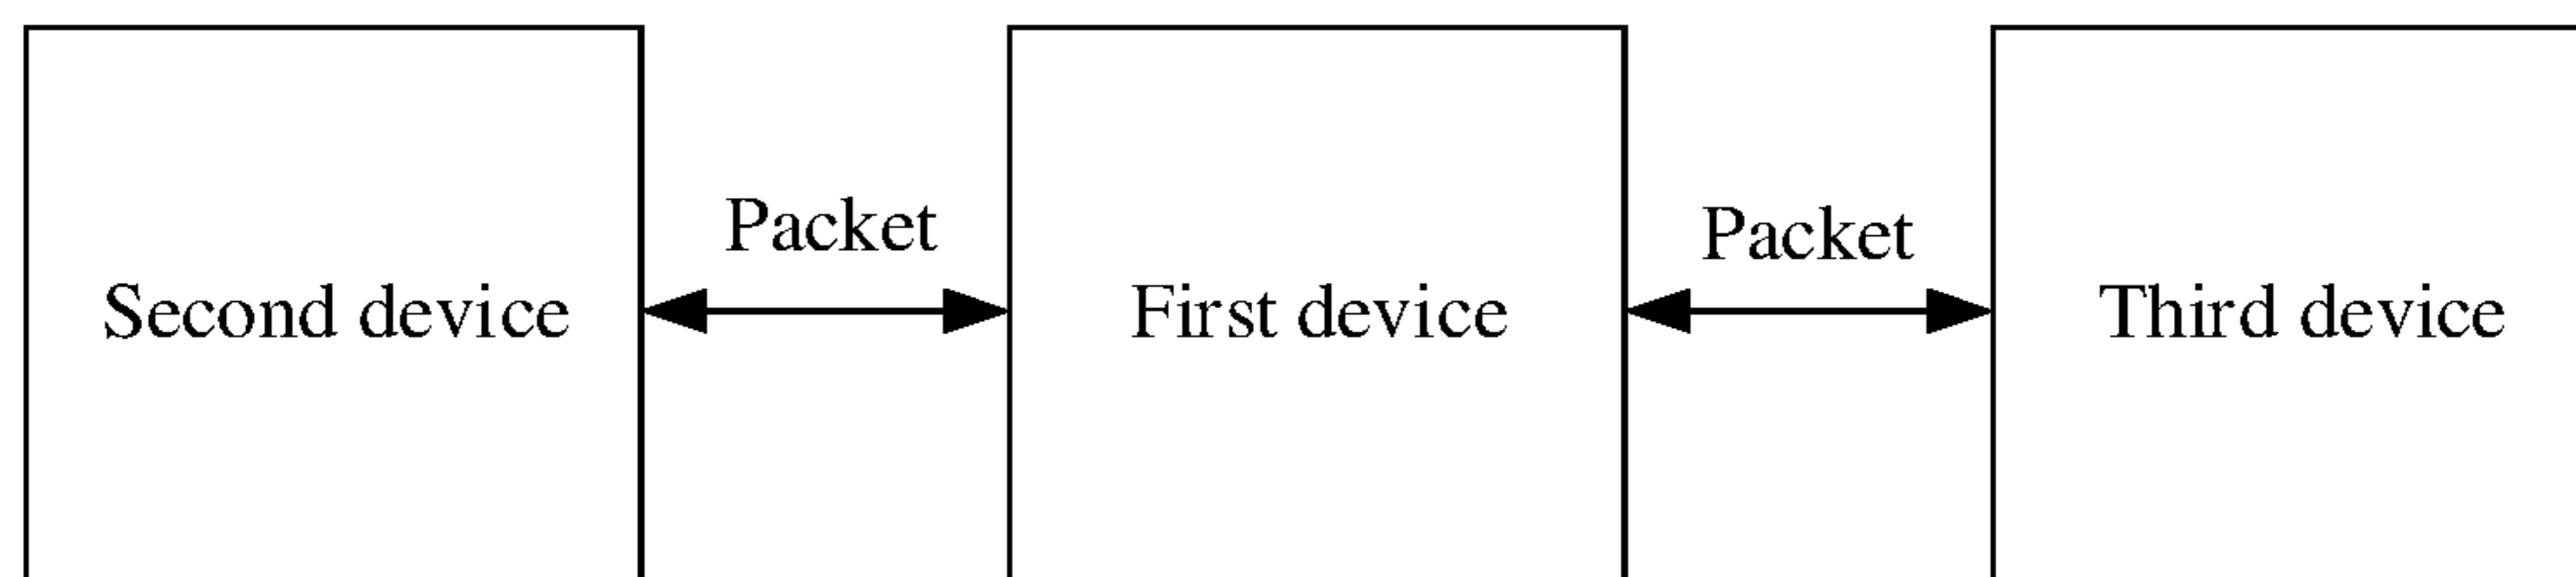 Packet
Packet
Second device
First device
Third device